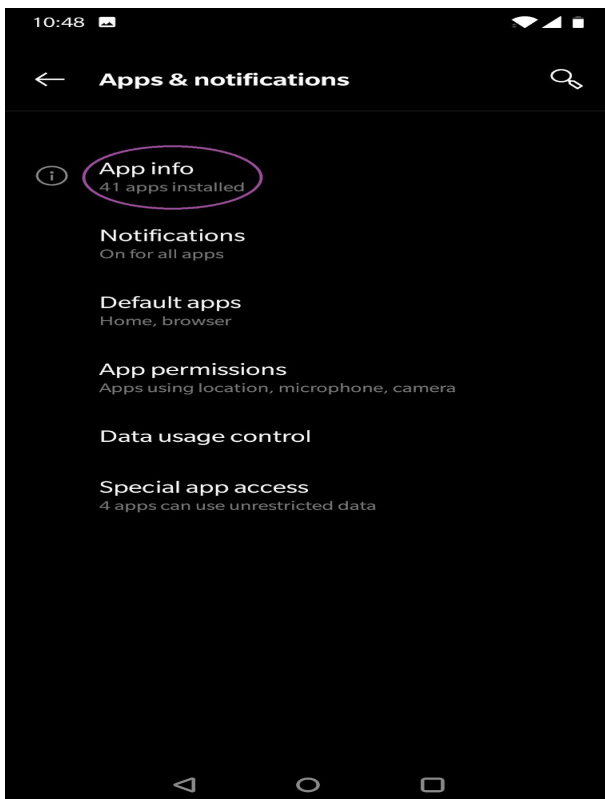 10:48
Apps & notifications
App info
41 apps installed
Notifications
On for all apps
Default apps
Home, browser
App permissions
Apps using location, microphone, camera
Data usage control
Special app access
4 apps can use unrestricted data